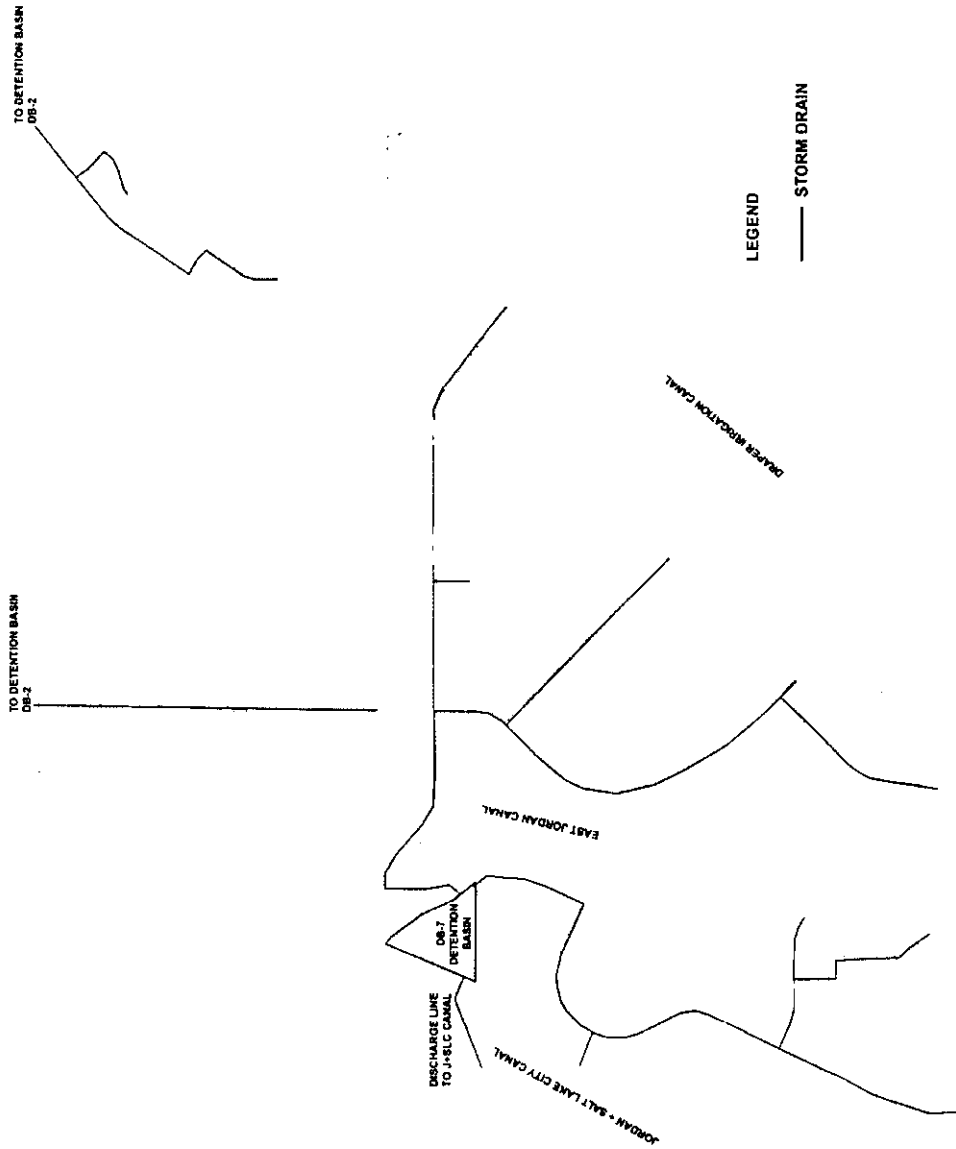 TO DETENTION BASIN
DB-2
TO DETENTION BASIN
DB-2
LEGEND
STORM DRAIN
DRAPER IRRIGATION CANAL
EAST JORDAN CANAL
DB-7
DETENTION
BASIN
DISCHARGE LINE
TO J+SLC CANAL
JORDAN + SALT LAKE CITY CANAL